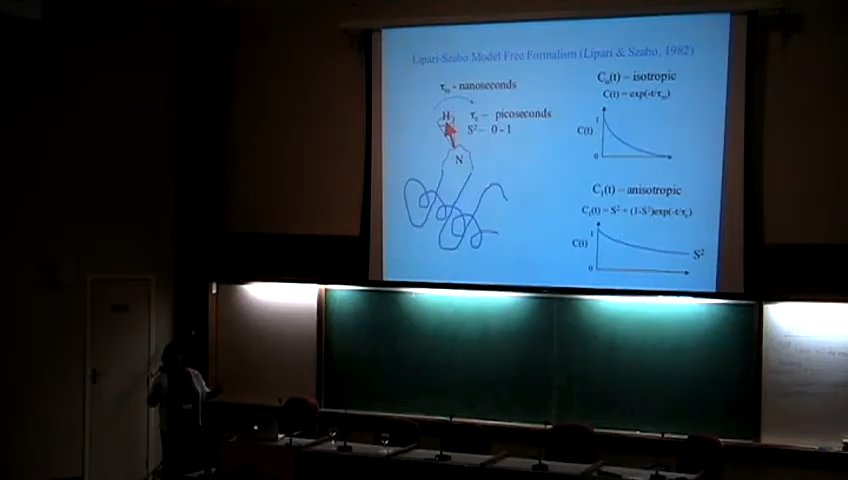 Lipari-Szabo Model Free Formalism (Lipari & Szabo, 1982)
τm - nanoseconds
H
τe – picoseconds
S² – 0 - 1
N
Co(t) – isotropic
C(t) = exp(-t/τm)
C(t)
1
0
CI(t) – anisotropic
CI(t) = S² + (1-S²)exp(-t/τe)
C(t)
1
0
S²